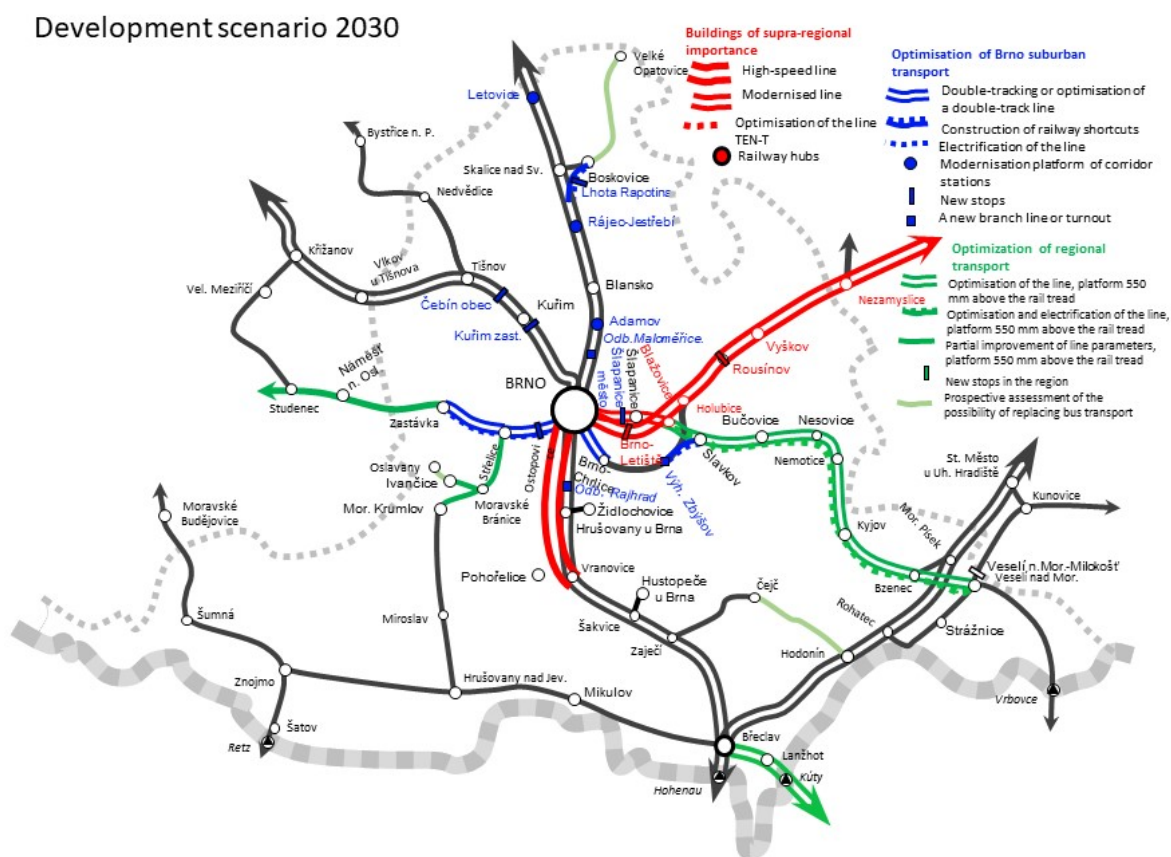 Development scenario 2030
Buildings of supra-regional
importance
High-speed line
Modernised line
Optimisation of the line
TEN-T
Railway hubs
Optimisation of Brno suburban
transport
Double-tracking or optimisation of
a double-track line
Construction of railway shortcuts
Electrification of the line
Modernisation platform of corridor
stations
New stops
A new branch line or turnout
Optimization of regional
transport
Optimisation of the line, platform 550
mm above the rail tread
Optimisation and electrification of the line,
platform 550 mm above the rail tread
Partial improvement of line parameters,
platform 550 mm above the rail tread
New stops in the region
Prospective assessment of the
possibility of replacing bus transport
Velké
Opatovice
Letovice
Bystřice n. P.
Skalice nad Sv.
Boskovice
Lhota Rapotina
Nedvědice
Rájec-Jestřebí
Křižanov
Vlkov
u Tišnova
Tišnov
Vel. Meziříčí
Blansko
Čebín obec
Kuřim
Nezamyslice
Kuřim zast.
Adamov
Odb. Maloměřice.
Vyškov
Rousínov
Blažovice
Šlapanice
Šlapanice
město
BRNO
Holubice
Náměšť
n. Osl.
Studenec
Zastávka
Bučovice
Nesovice
Brno-
Letiště
Slavkov
Nemotice
Ostopovi
ce
Střelice
Oslavany
Ivančice
Brno-
Chrlice
Odb. Rajhrad
Výh. Zbýšov
St. Město
u Uh. Hradiště
Kunovice
Moravské
Budějovice
Mor. Krumlov
Moravské
Bránice
Židlochovice
Hrušovany u Brna
Kyjov
Mor. Písek
Pohořelice
Vranovice
Hustopeče
u Brna
Čejč
Bzenec
Veselí n.Mor.-Milokošť
Veselí nad Mor.
Šumná
Miroslav
Šakvice
Zaječí
Rohatec
Strážnice
Hodonín
Znojmo
Hrušovany nad Jev.
Mikulov
Vrbovce
Šatov
Retz
Břeclav
Lanžhot
Hohenau
Kúty